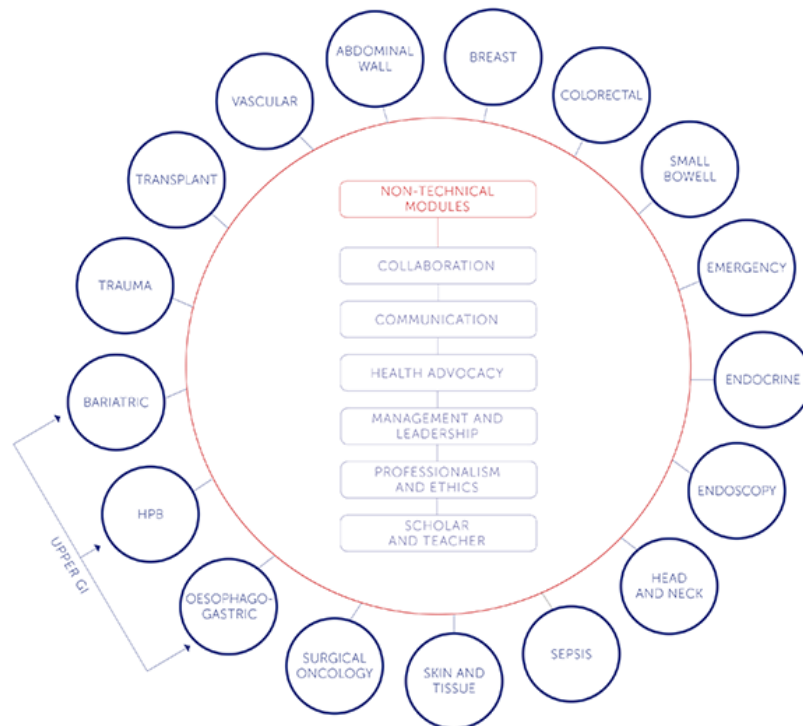 ABDOMINAL
WALL
BREAST
COLORECTAL
SMALL
BOWELL
EMERGENCY
ENDOCRINE
ENDOSCOPY
HEAD
AND NECK
SEPSIS
SKIN AND
TISSUE
SURGICAL
ONCOLOGY
OESOPHAGO-
GASTRIC
HPB
BARIATRIC
UPPER GI
TRAUMA
TRANSPLANT
VASCULAR
NON-TECHNICAL
MODULES
COLLABORATION
COMMUNICATION
HEALTH ADVOCACY
MANAGEMENT AND
LEADERSHIP
PROFESSIONALISM
AND ETHICS
SCHOLAR
AND TEACHER